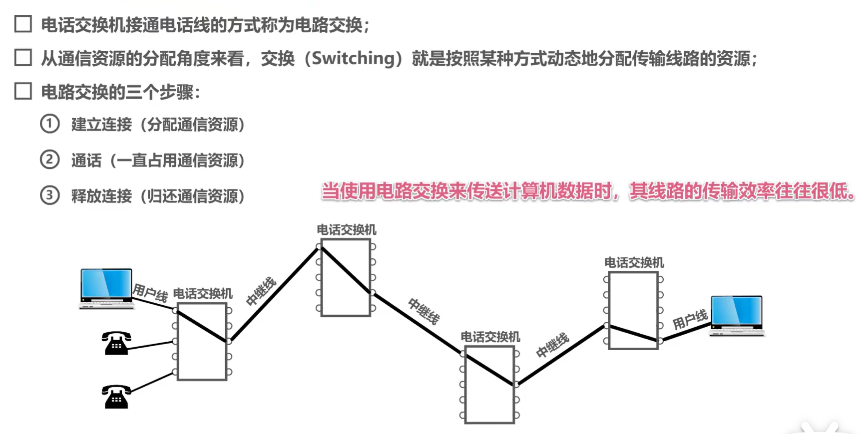 电话交换机接通电话线的方式称为电路交换；
从通信资源的分配角度来看，交换（Switching）就是按照某种方式动态地分配传输线路的资源；
电路交换的三个步骤：
① 建立连接（分配通信资源）
② 通话（一直占用通信资源）
③ 释放连接（归还通信资源）
当使用电路交换来传送计算机数据时，其线路的传输效率往往很低。
电话交换机
电话交换机
用户线
电话交换机
中继线
中继线
电话交换机
中继线
用户线